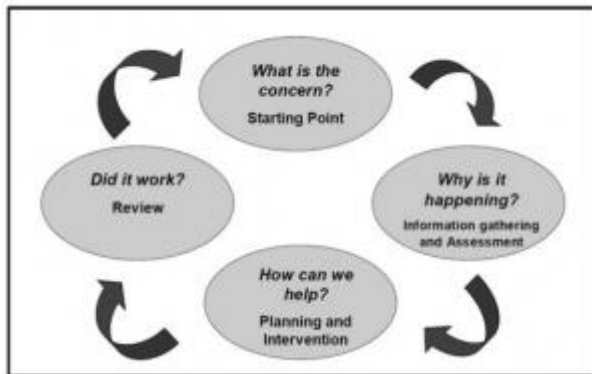 What is the
concern?
Starting Point
Why is it
happening?
Information gathering
and Assessment
How can we
help?
Planning and
Intervention
Did it work?
Review